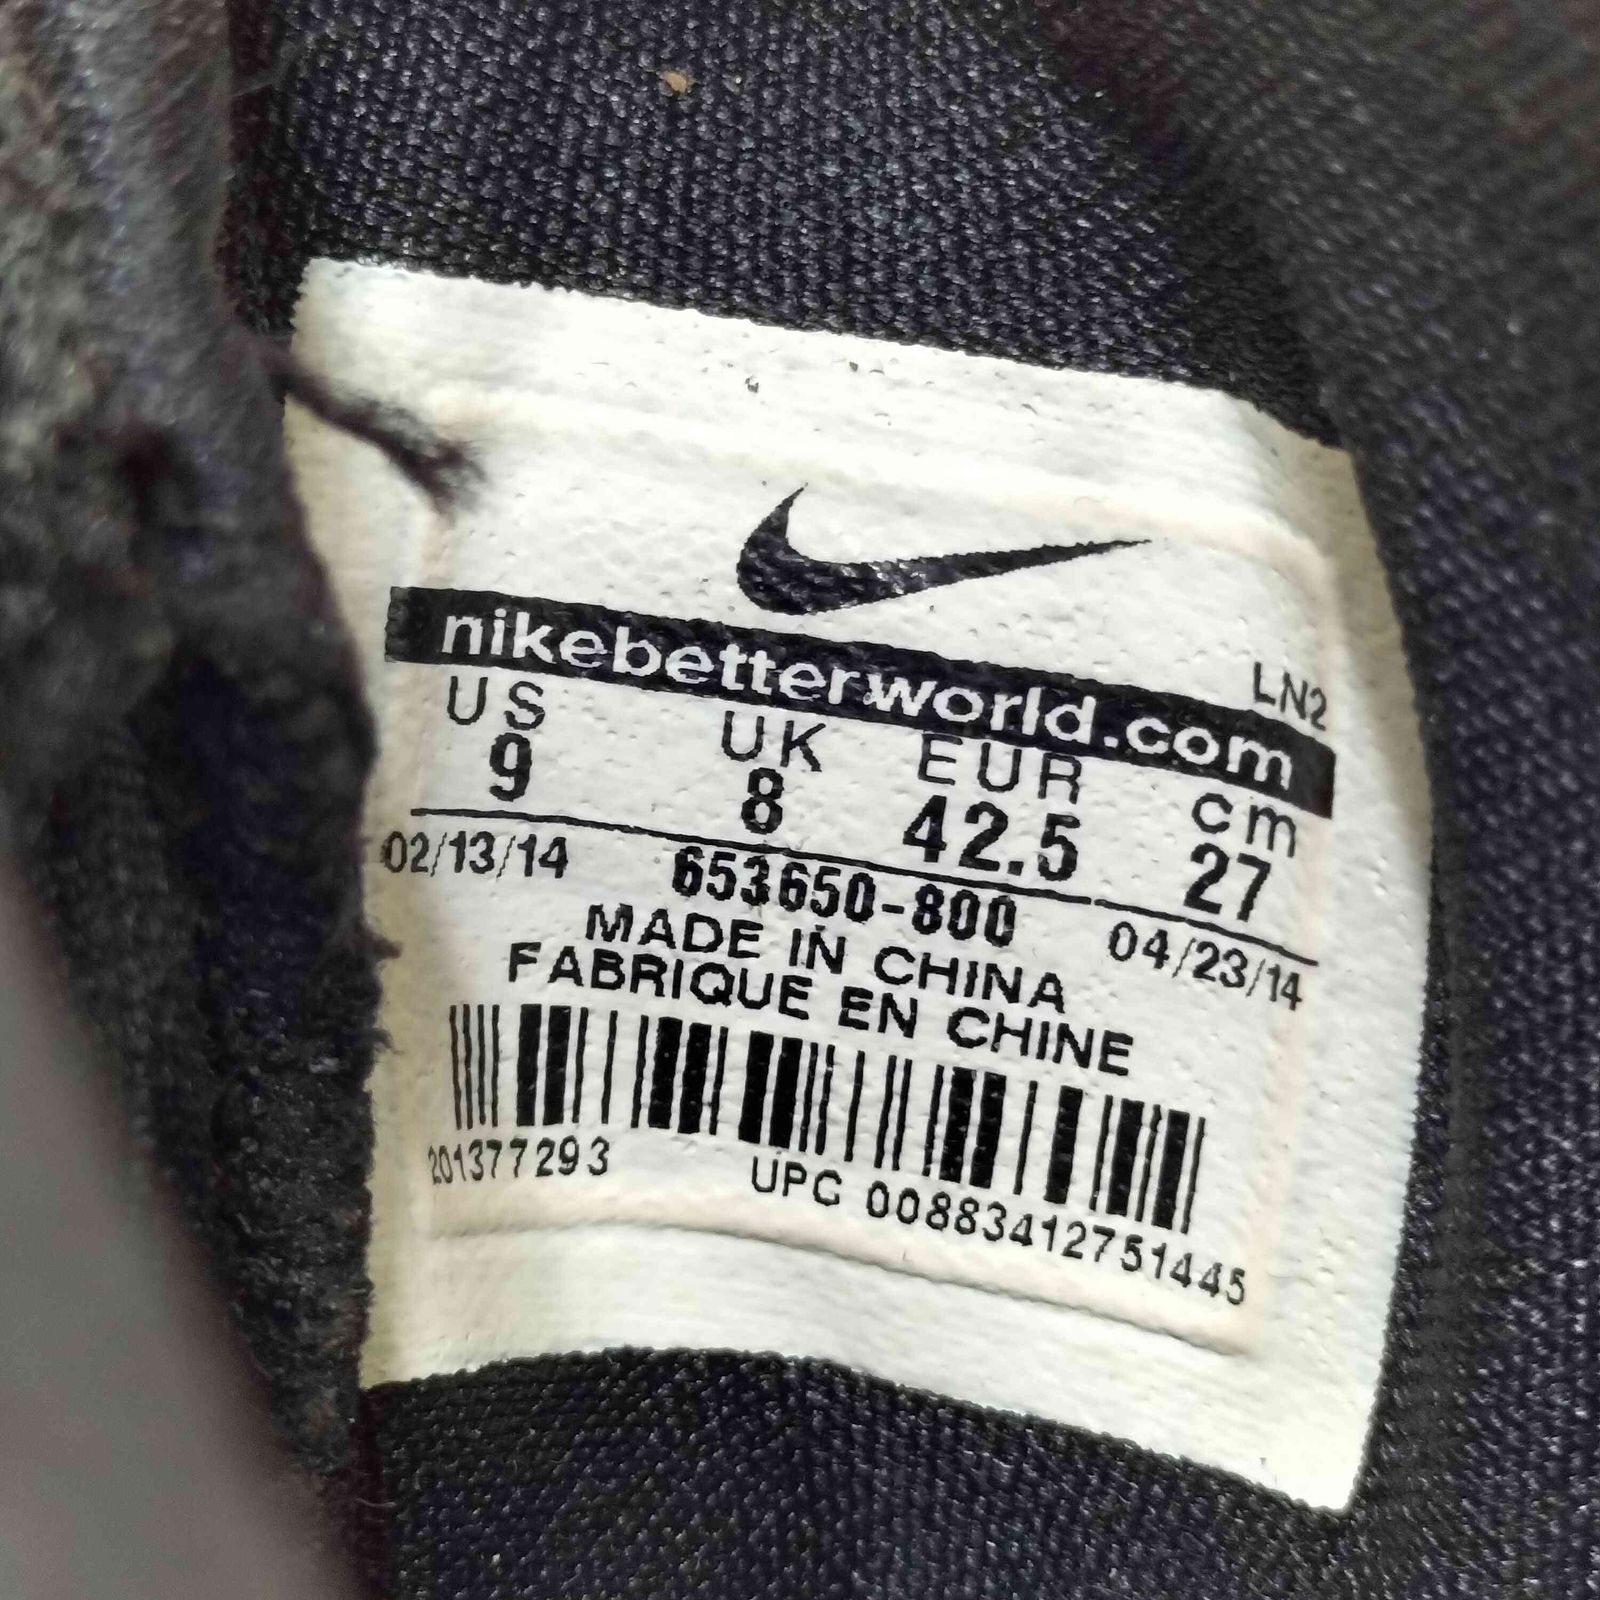 nikebetterworld.com
LN2
US UK EUR cm
9 8 42.5 27
02/13/14 653650-800 04/23/14
MADE IN CHINA
FABRIQUE EN CHINE
201377293 UPC 00883412751445